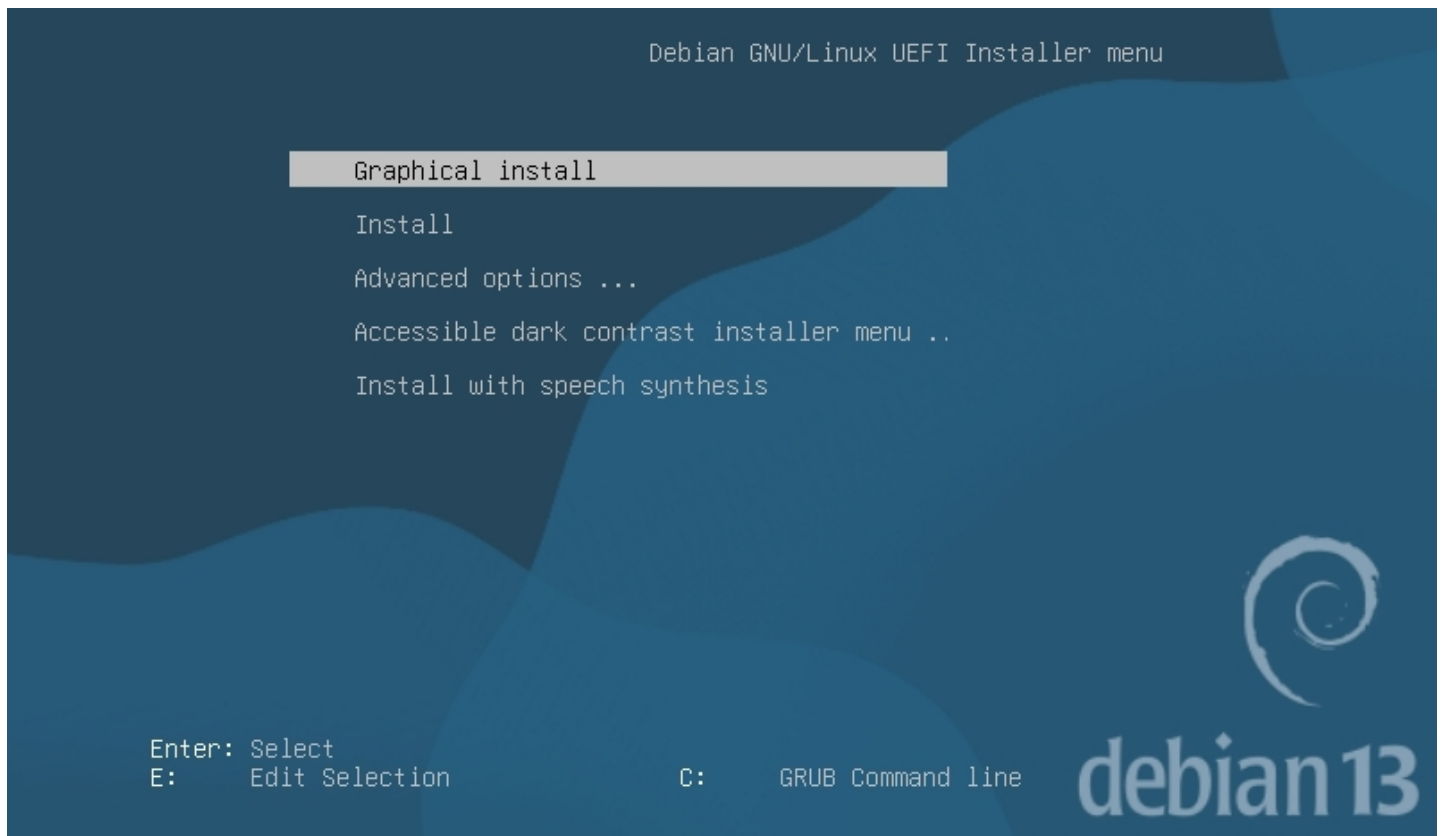 Debian GNU/Linux UEFI Installer menu
Graphical install
Install
Advanced options ...
Accessible dark contrast installer menu ..
Install with speech synthesis
Enter: Select
E: Edit Selection
C: GRUB Command line
debian 13